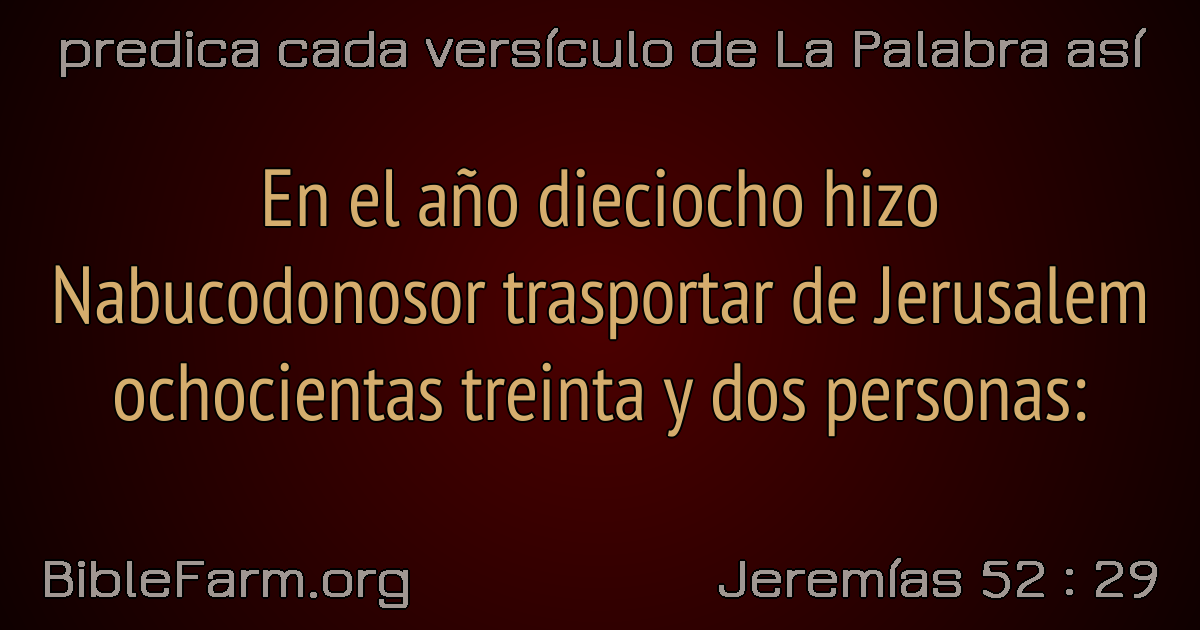 predica cada versículo de La Palabra así
En el año dieciocho hizo
Nabucodonosor trasportar de Jerusalem
ochocientas treinta y dos personas:
BibleFarm.org
Jeremías 52 : 29